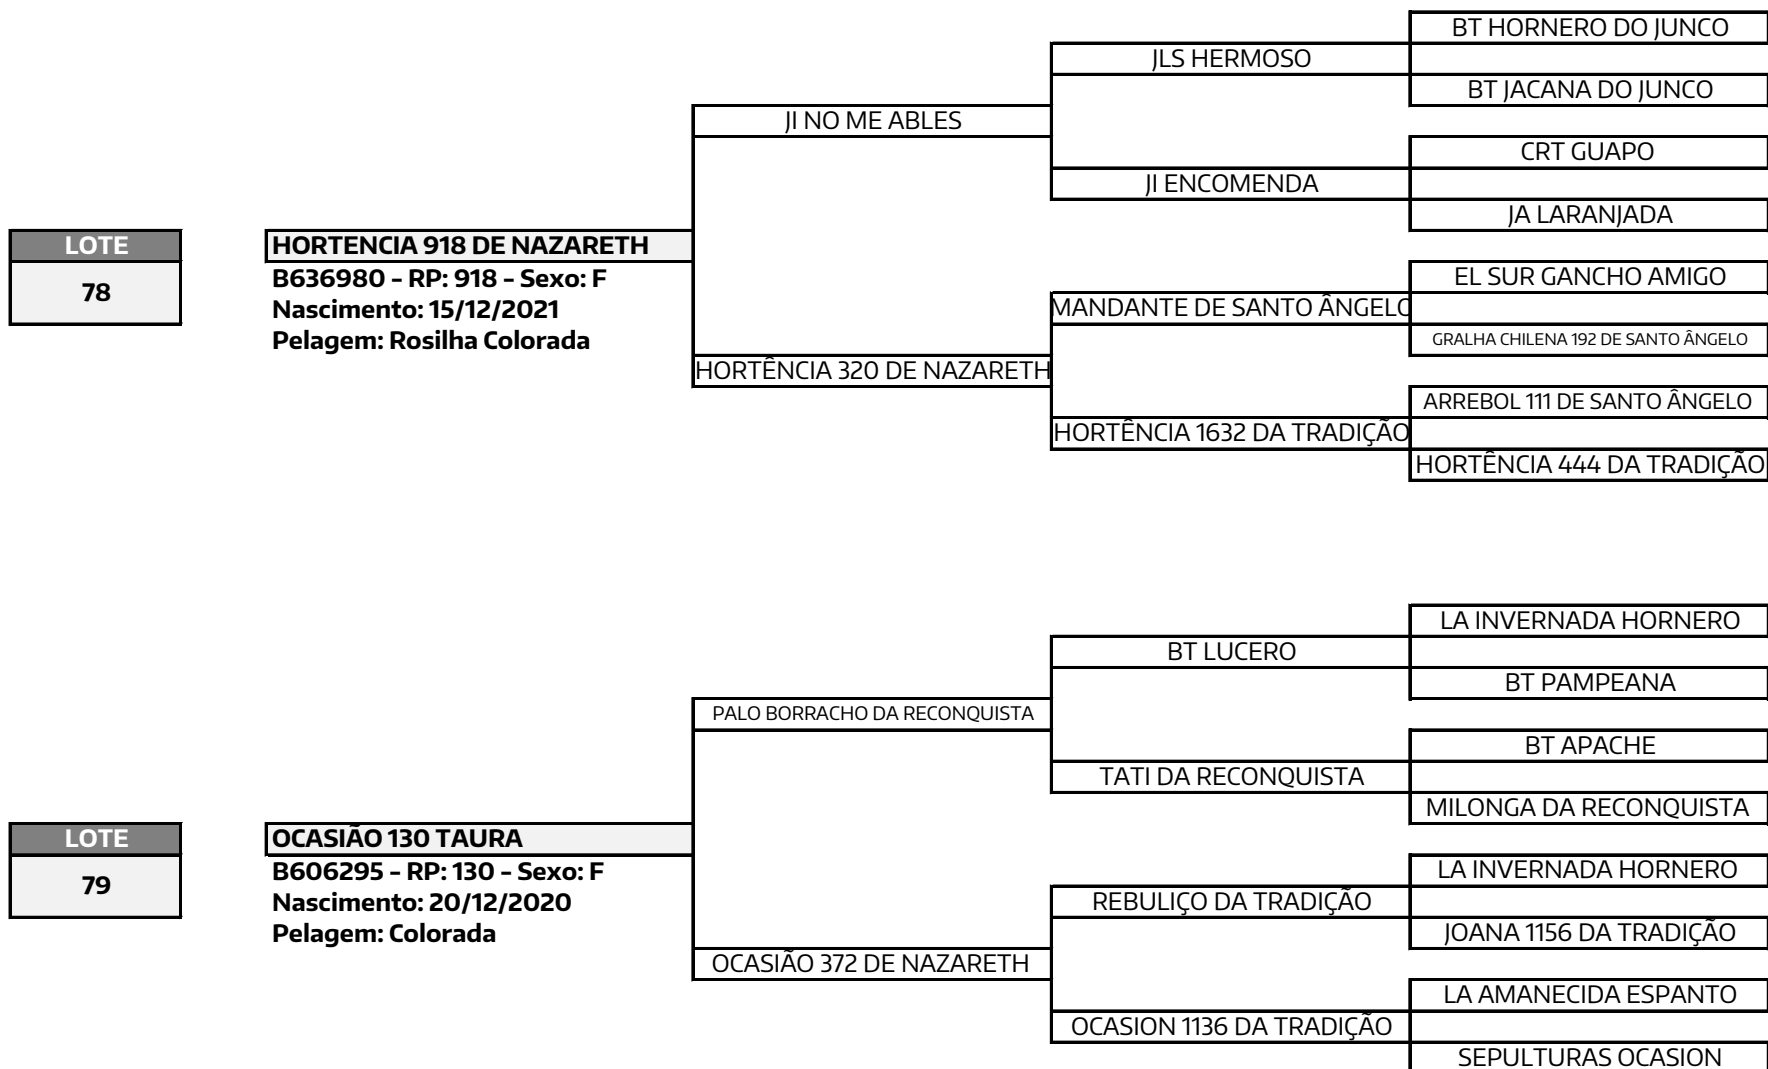 BT HORNERO DO JUNCO
JLS HERMOSO
BT JACANA DO JUNCO
JI NO ME ABLES
CRT GUAPO
JI ENCOMENDA
JA LARANJADA
LOTE
HORTENCIA 918 DE NAZARETH
78
B636980 - RP: 918 - Sexo: F
Nascimento: 15/12/2021
Pelagem: Rosilha Colorada
EL SUR GANCHO AMIGO
MANDANTE DE SANTO ÂNGELO
GRALHA CHILENA 192 DE SANTO ÂNGELO
HORTÊNCIA 320 DE NAZARETH
ARREBOL 111 DE SANTO ÂNGELO
HORTÊNCIA 1632 DA TRADIÇÃO
HORTÊNCIA 444 DA TRADIÇÃO
LA INVERNADA HORNERO
BT LUCERO
BT PAMPEANA
PALO BORRACHO DA RECONQUISTA
BT APACHE
TATI DA RECONQUISTA
MILONGA DA RECONQUISTA
LOTE
OCASIÃO 130 TAURA
79
B606295 - RP: 130 - Sexo: F
Nascimento: 20/12/2020
Pelagem: Colorada
LA INVERNADA HORNERO
REBULIÇO DA TRADIÇÃO
JOANA 1156 DA TRADIÇÃO
OCASIÃO 372 DE NAZARETH
LA AMANECIDA ESPANTO
OCASION 1136 DA TRADIÇÃO
SEPULTURAS OCASION